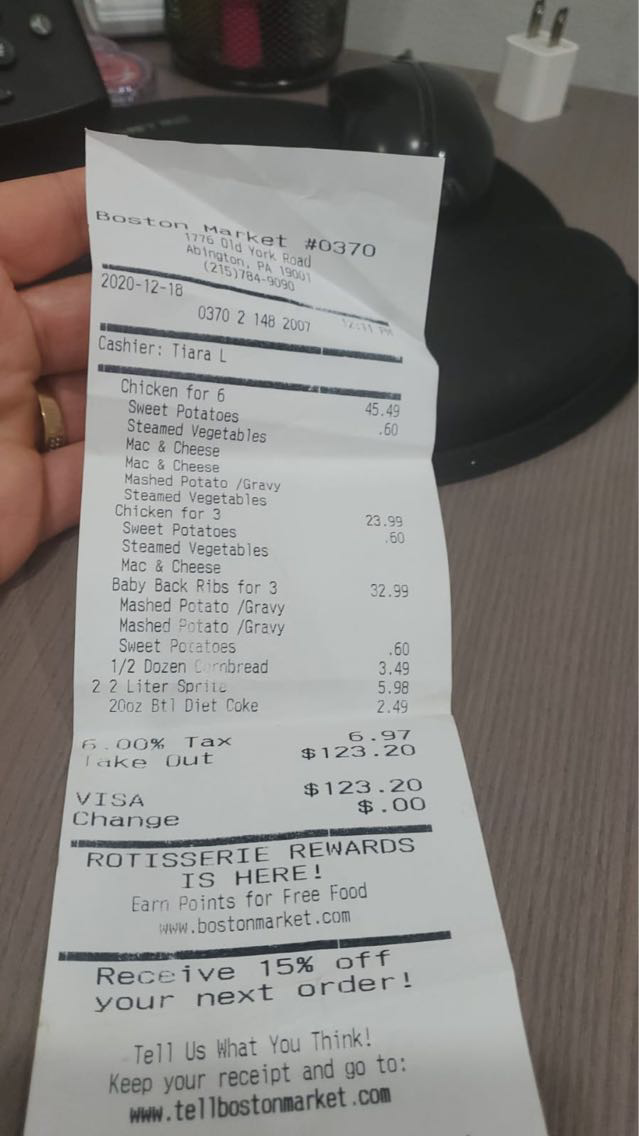 Boston Market #0370
1776 Old York Road
Abington, PA 19001
(215)784-9090
2020-12-18 12:11 PM
0370 2 148 2007
Cashier: Tiara L
Chicken for 6 45.49
Sweet Potatoes .60
Steamed Vegetables
Mac & Cheese
Mac & Cheese
Mashed Potato /Gravy
Steamed Vegetables
Chicken for 3 23.99
Sweet Potatoes .60
Steamed Vegetables
Mac & Cheese
Baby Back Ribs for 3 32.99
Mashed Potato /Gravy
Mashed Potato /Gravy
Sweet Potatoes .60
1/2 Dozen Cornbread 3.49
2 2 Liter Sprite 5.98
20oz Btl Diet Coke 2.49
6.00% Tax 6.97
Take Out $123.20
VISA $123.20
Change $.00
ROTISSERIE REWARDS
IS HERE!
Earn Points for Free Food
www.bostonmarket.com
Receive 15% off
your next order!
Tell Us What You Think!
Keep your receipt and go to:
www.tellbostonmarket.com